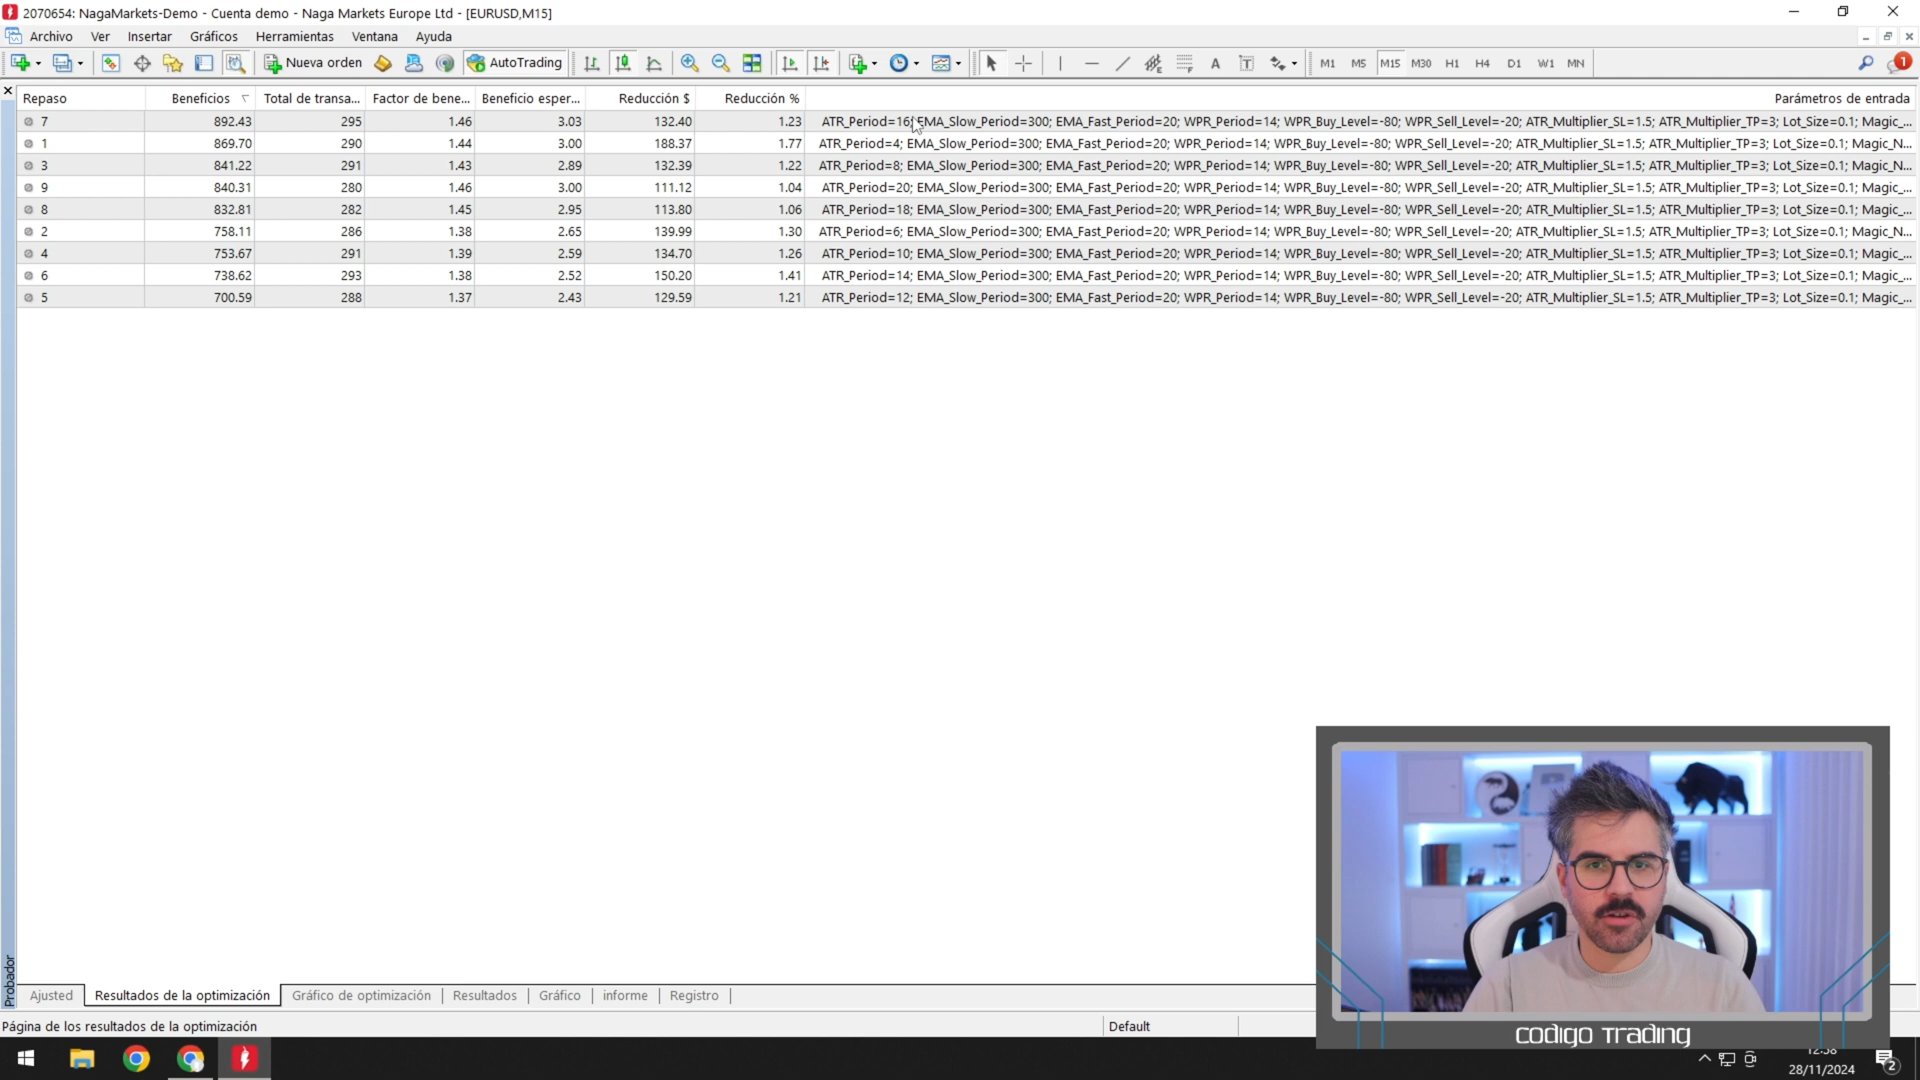 2070654: NagaMarkets-Demo - Cuenta demo - Naga Markets Europe Ltd - [EURUSD,M15]
Archivo Ver Insertar Gráficos Herramientas Ventana Ayuda
Nueva orden AutoTrading A T M1 M5 M15 M30 H1 H4 D1 W1 MN 1
Repaso Beneficios Total de transa... Factor de bene... Beneficio esper... Reducción $ Reducción % Parámetros de entrada
7 892.43 295 1.46 3.03 132.40 1.23 ATR_Period=16; EMA_Slow_Period=300; EMA_Fast_Period=20; WPR_Period=14; WPR_Buy_Level=-80; WPR_Sell_Level=-20; ATR_Multiplier_SL=1.5; ATR_Multiplier_TP=3; Lot_Size=0.1; Magic_...
1 869.70 290 1.44 3.00 188.37 1.77 ATR_Period=4; EMA_Slow_Period=300; EMA_Fast_Period=20; WPR_Period=14; WPR_Buy_Level=-80; WPR_Sell_Level=-20; ATR_Multiplier_SL=1.5; ATR_Multiplier_TP=3; Lot_Size=0.1; Magic_N...
3 841.22 291 1.43 2.89 132.39 1.22 ATR_Period=8; EMA_Slow_Period=300; EMA_Fast_Period=20; WPR_Period=14; WPR_Buy_Level=-80; WPR_Sell_Level=-20; ATR_Multiplier_SL=1.5; ATR_Multiplier_TP=3; Lot_Size=0.1; Magic_N...
9 840.31 280 1.46 3.00 111.12 1.04 ATR_Period=20; EMA_Slow_Period=300; EMA_Fast_Period=20; WPR_Period=14; WPR_Buy_Level=-80; WPR_Sell_Level=-20; ATR_Multiplier_SL=1.5; ATR_Multiplier_TP=3; Lot_Size=0.1; Magic_...
8 832.81 282 1.45 2.95 113.80 1.06 ATR_Period=18; EMA_Slow_Period=300; EMA_Fast_Period=20; WPR_Period=14; WPR_Buy_Level=-80; WPR_Sell_Level=-20; ATR_Multiplier_SL=1.5; ATR_Multiplier_TP=3; Lot_Size=0.1; Magic_...
2 758.11 286 1.38 2.65 139.99 1.30 ATR_Period=6; EMA_Slow_Period=300; EMA_Fast_Period=20; WPR_Period=14; WPR_Buy_Level=-80; WPR_Sell_Level=-20; ATR_Multiplier_SL=1.5; ATR_Multiplier_TP=3; Lot_Size=0.1; Magic_N...
4 753.67 291 1.39 2.59 134.70 1.26 ATR_Period=10; EMA_Slow_Period=300; EMA_Fast_Period=20; WPR_Period=14; WPR_Buy_Level=-80; WPR_Sell_Level=-20; ATR_Multiplier_SL=1.5; ATR_Multiplier_TP=3; Lot_Size=0.1; Magic_...
6 738.62 293 1.38 2.52 150.20 1.41 ATR_Period=14; EMA_Slow_Period=300; EMA_Fast_Period=20; WPR_Period=14; WPR_Buy_Level=-80; WPR_Sell_Level=-20; ATR_Multiplier_SL=1.5; ATR_Multiplier_TP=3; Lot_Size=0.1; Magic_...
5 700.59 288 1.37 2.43 129.59 1.21 ATR_Period=12; EMA_Slow_Period=300; EMA_Fast_Period=20; WPR_Period=14; WPR_Buy_Level=-80; WPR_Sell_Level=-20; ATR_Multiplier_SL=1.5; ATR_Multiplier_TP=3; Lot_Size=0.1; Magic_...
Probador
Ajusted Resultados de la optimización Gráfico de optimización Resultados Gráfico informe Registro
Página de los resultados de la optimización Default
CODIGO TRADING
28/11/2024 2